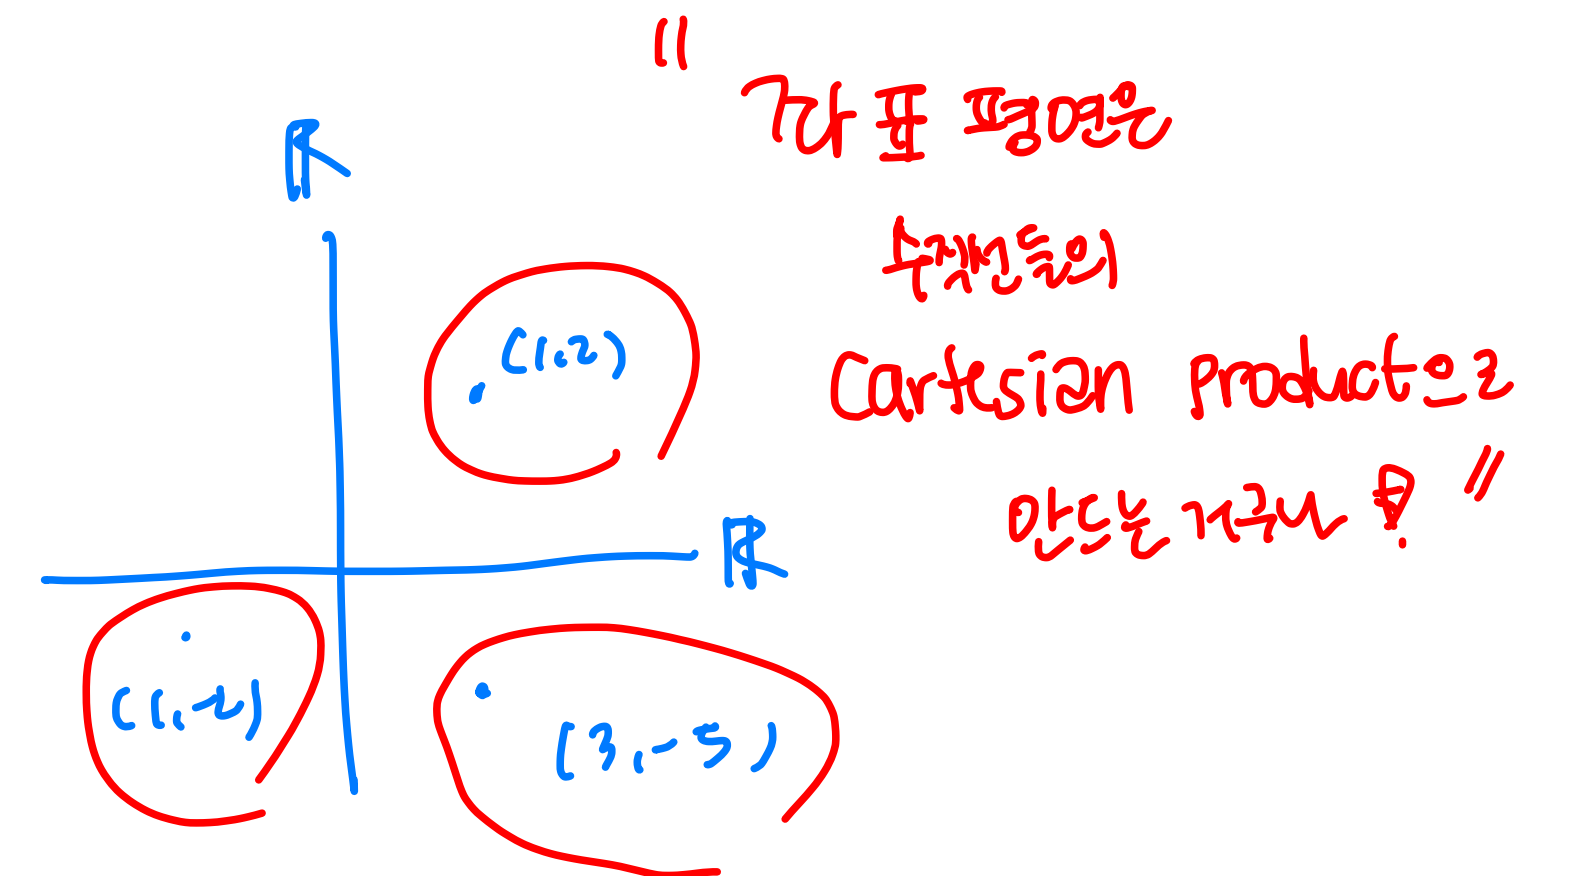 "
좌표 평면은
ℝ
수직선들의
(1,2)
Cartesian product으로
만드는 거구나 !
"
ℝ
(1,-2)
(3,-5)